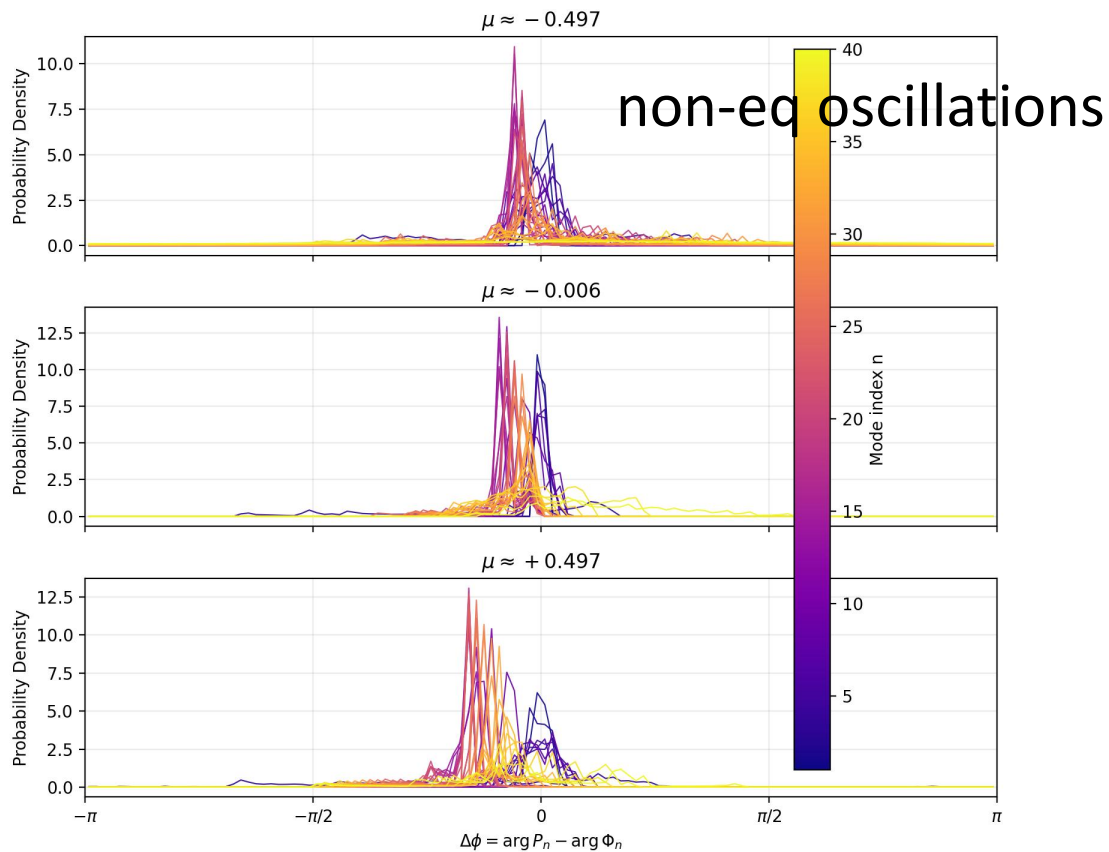 μ ≈ − 0.497
non-eq oscillations
Probability Density
10.0
7.5
5.0
2.5
0.0
μ ≈ − 0.006
Probability Density
12.5
10.0
7.5
5.0
2.5
0.0
μ ≈ + 0.497
Probability Density
12.5
10.0
7.5
5.0
2.5
0.0
−π
−π/2
0
π/2
π
Δϕ = arg Pₙ − arg Φₙ
40
35
30
25
20
15
10
5
Mode index n